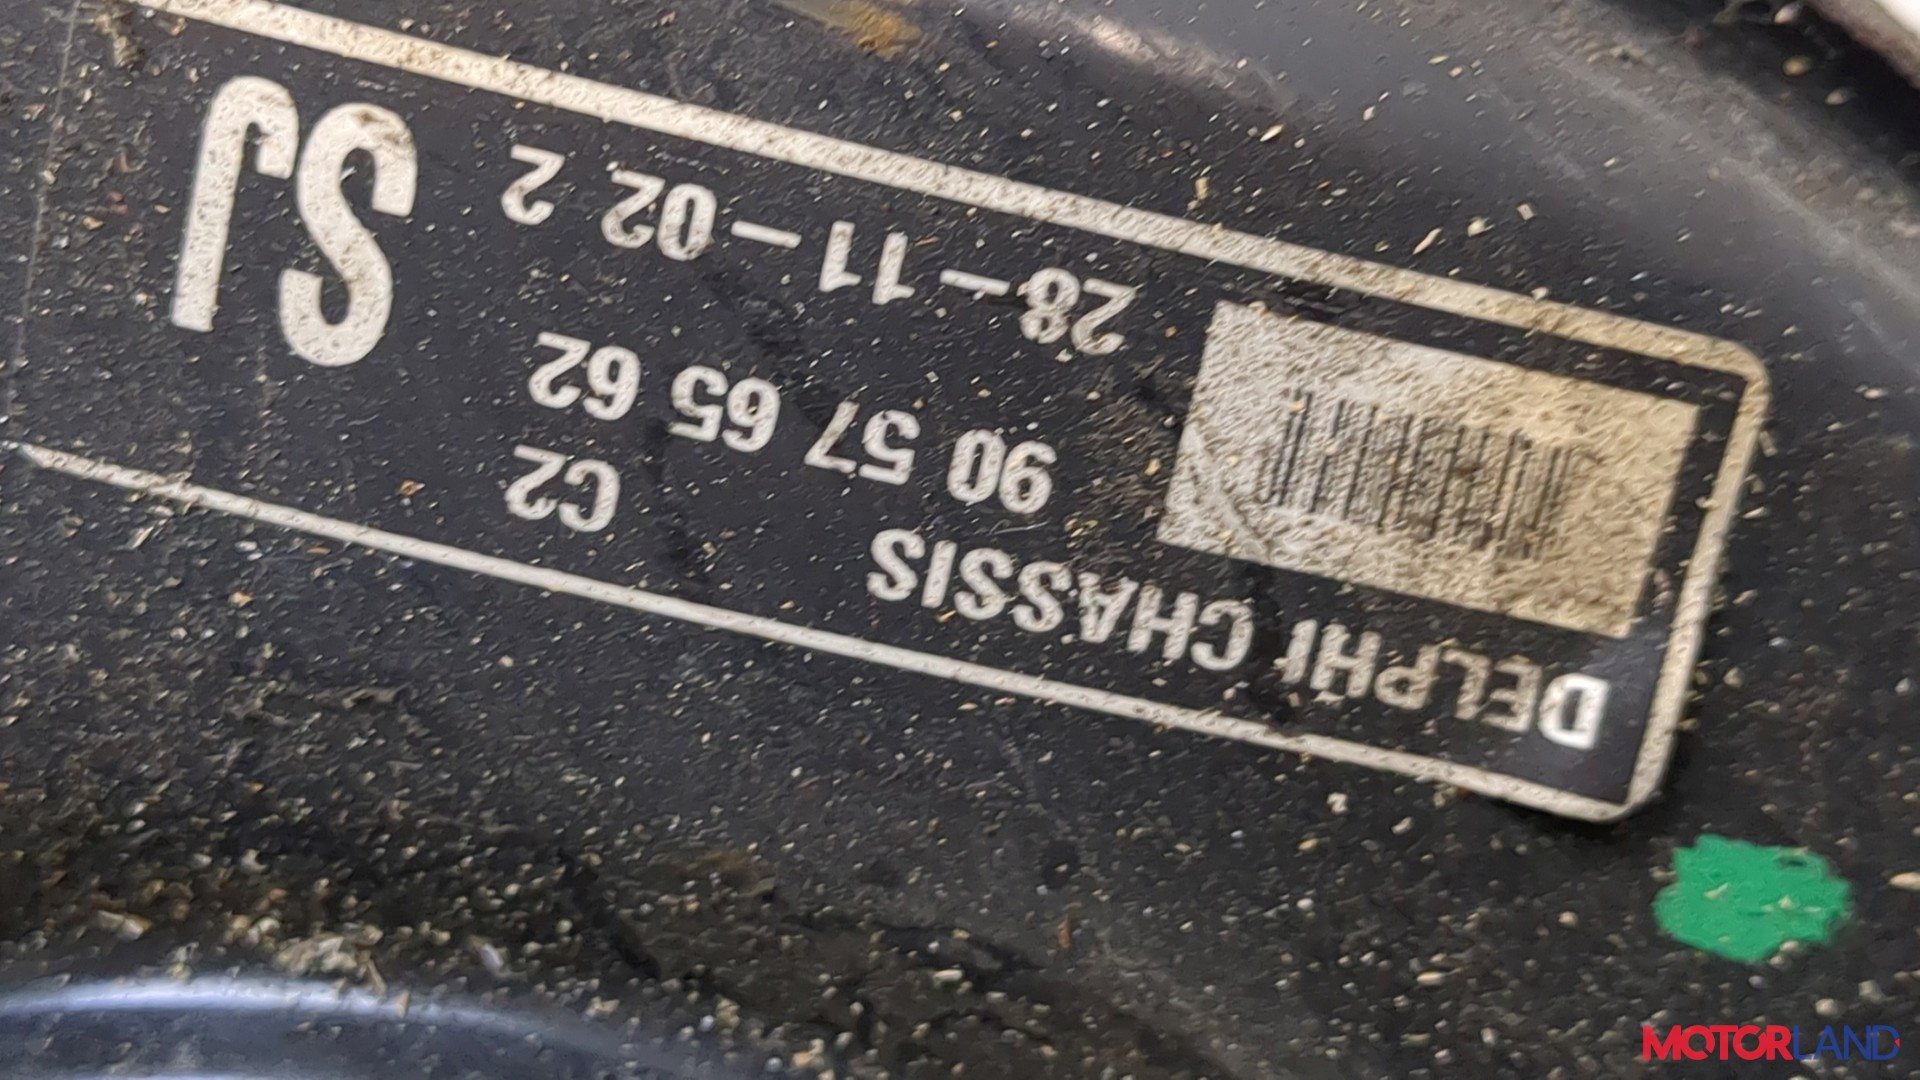 DELPHI CHASSIS
C2
90 57 65 62
28-11-02 2
SJ
MOTORLAND